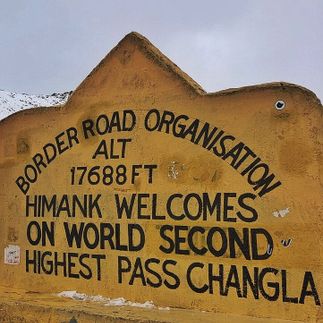 BORDER ROAD ORGANISATION
ALT
17688 FT
HIMANK WELCOMES
ON WORLD SECOND
HIGHEST PASS CHANGLA